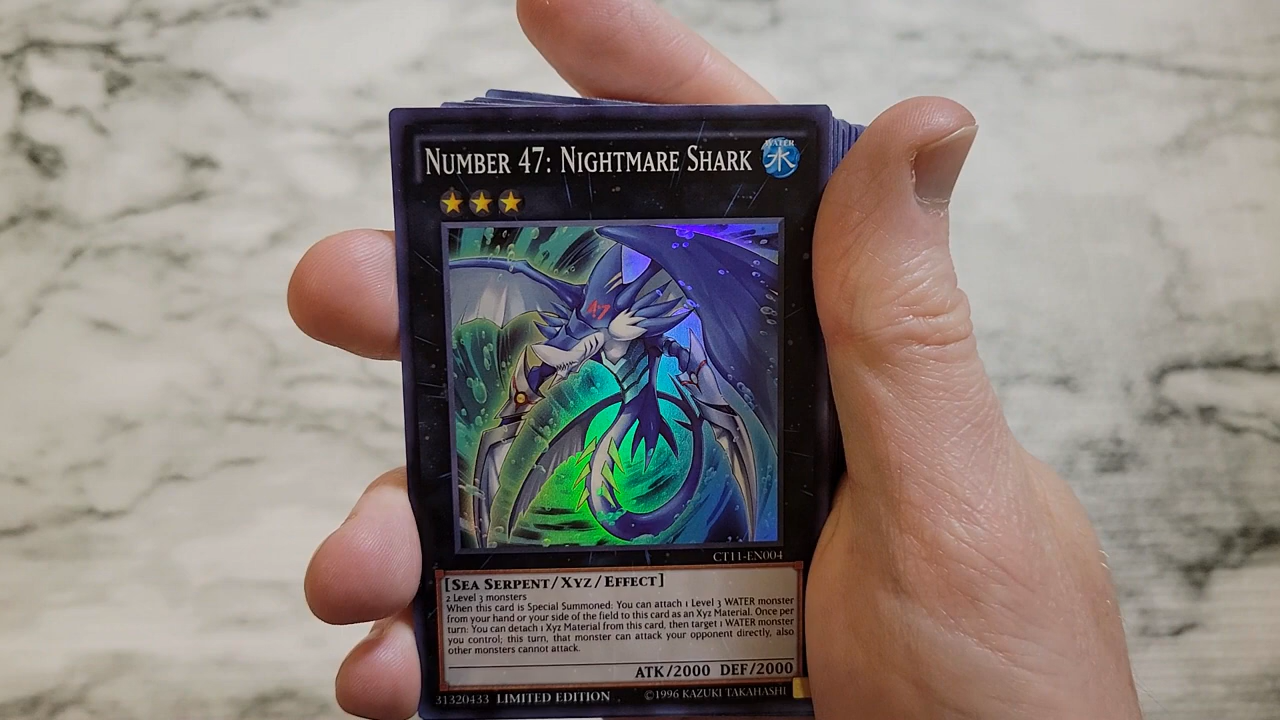 NUMBER 47: NIGHTMARE SHARK
WATER
水
47
CT11-EN004
[SEA SERPENT/XYZ/EFFECT]
2 Level 3 monsters
When this card is Special Summoned: You can attach 1 Level 3 WATER monster
from your hand or your side of the field to this card as an Xyz Material. Once per
turn: You can detach 1 Xyz Material from this card, then target 1 WATER monster
you control; this turn, that monster can attack your opponent directly, also
other monsters cannot attack.
ATK/2000 DEF/2000
31320433 LIMITED EDITION ©1996 KAZUKI TAKAHASHI